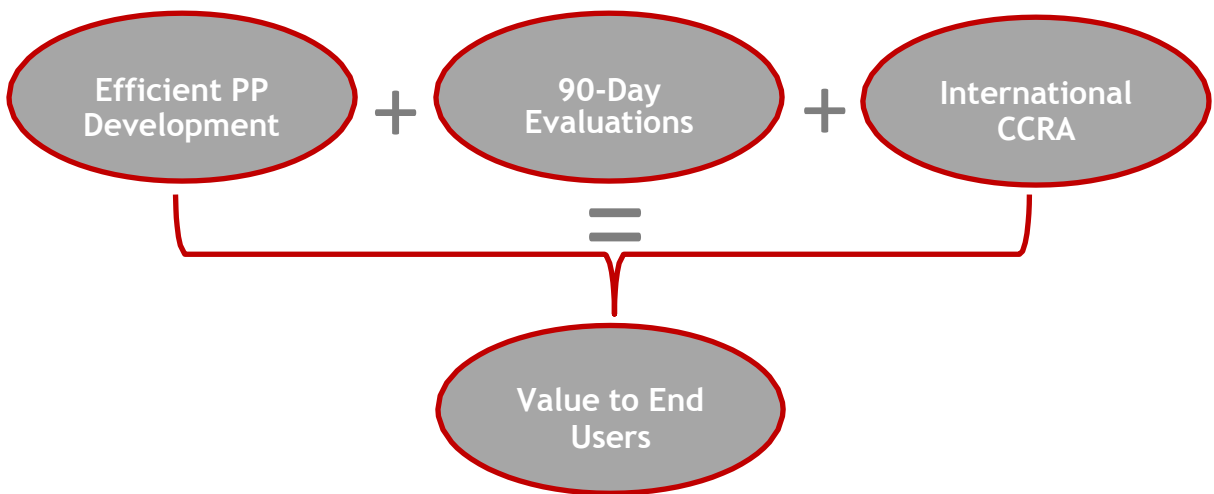 Efficient PP
Development
+
90-Day
Evaluations
+
International
CCRA
=
Value to End
Users